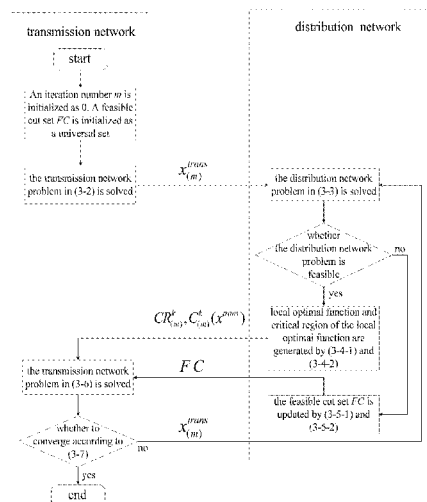 transmission network
distribution network
start
An iteration number m is
initialized as 0. A feasible
cut set FC is initialized as
a universal set
the transmission network
problem in (3-2) is solved
x_{(m)}^{trans}
the distribution network
problem in (3-3) is solved
whether
the distribution network
problem is
feasible
no
yes
CR_{(m)}^{k}, C_{(m)}^{k}(x^{trans})
local optimal function and
critical region of the local
optimal function are
generated by (3-4-1) and
(3-4-2)
FC
the transmission network
problem in (3-6) is solved
the feasible cut set FC is
updated by (3-5-1) and
(3-5-2)
whether to
converge according to
(3-7)
no
x_{(m)}^{trans}
yes
end